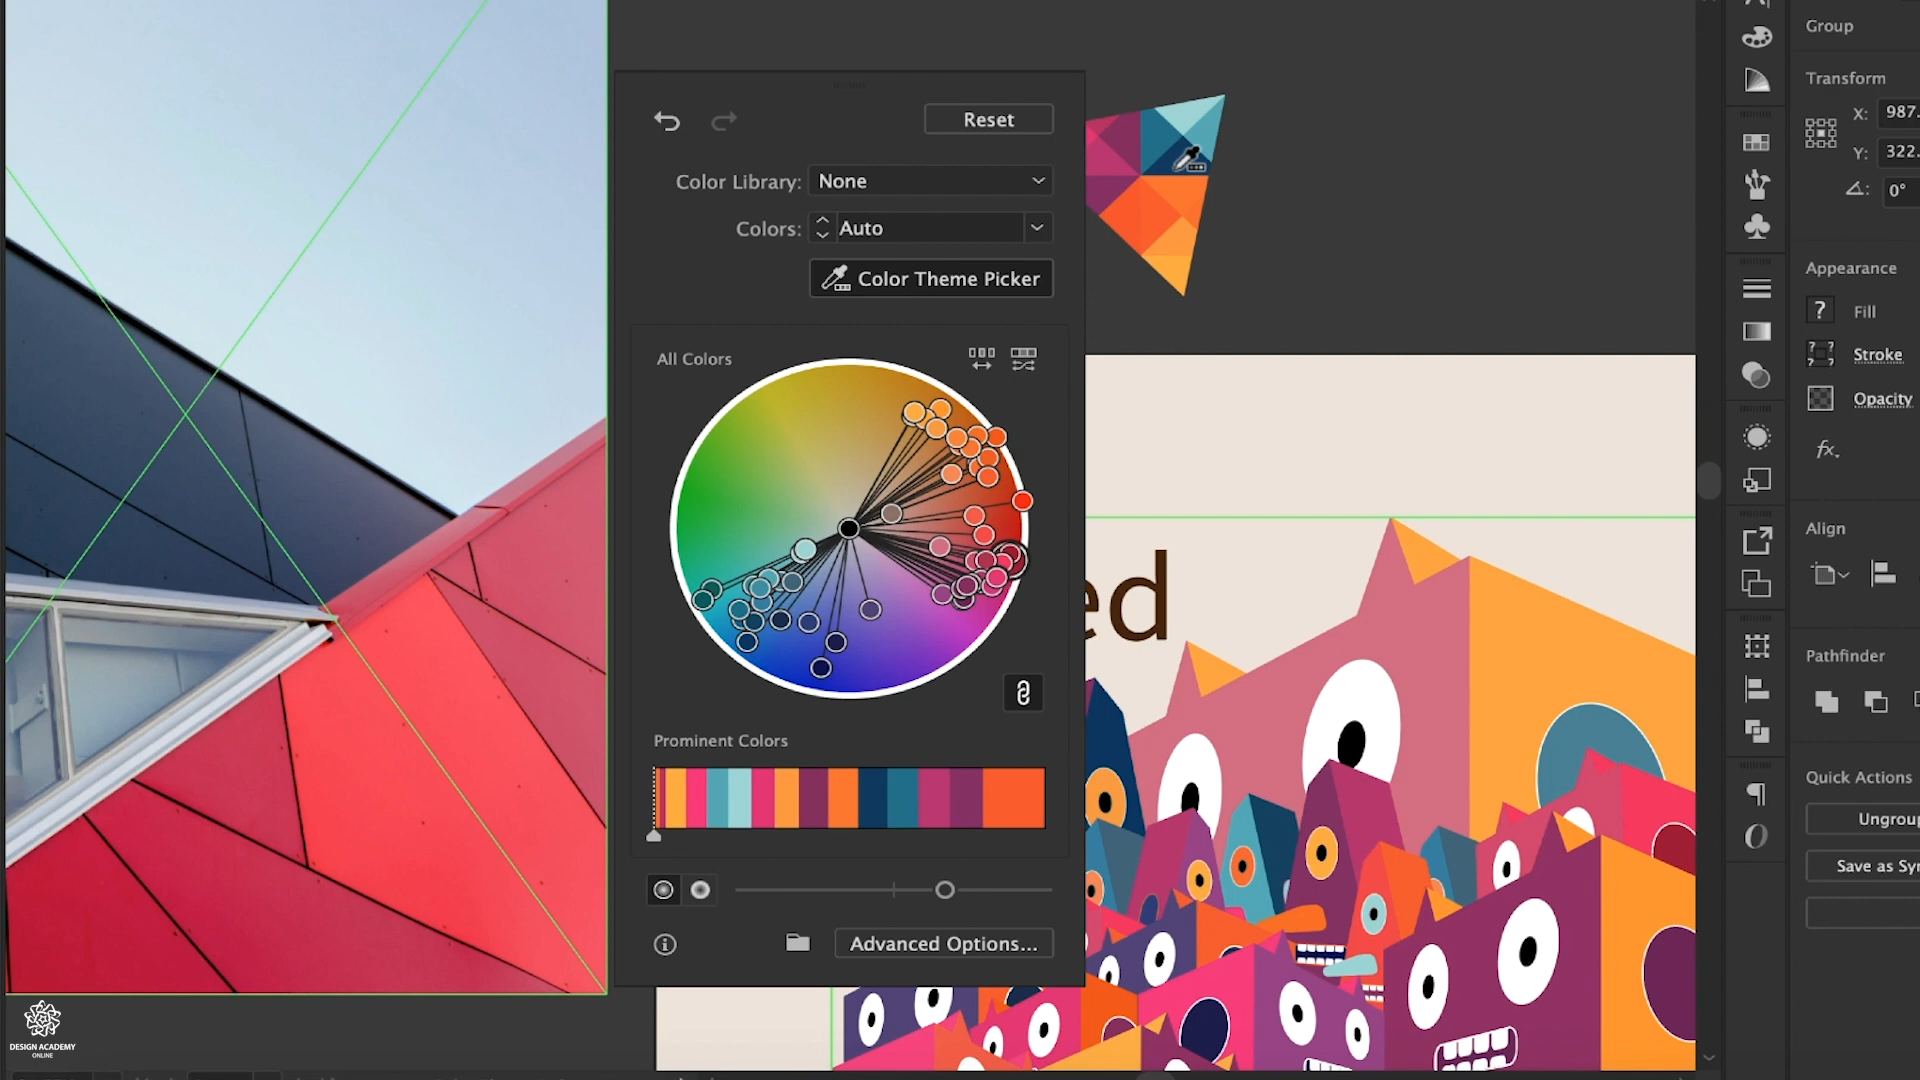 Group
Transform
Reset
X: 987.
Y: 322.
0°
Color Library: None
Colors: Auto
Color Theme Picker
Appearance
? Fill
Stroke
Opacity
fx
All Colors
Align
ed
Pathfinder
Prominent Colors
Quick Actions
Ungroup
Save as Sy
Advanced Options...
DESIGN ACADEMY
ONLINE